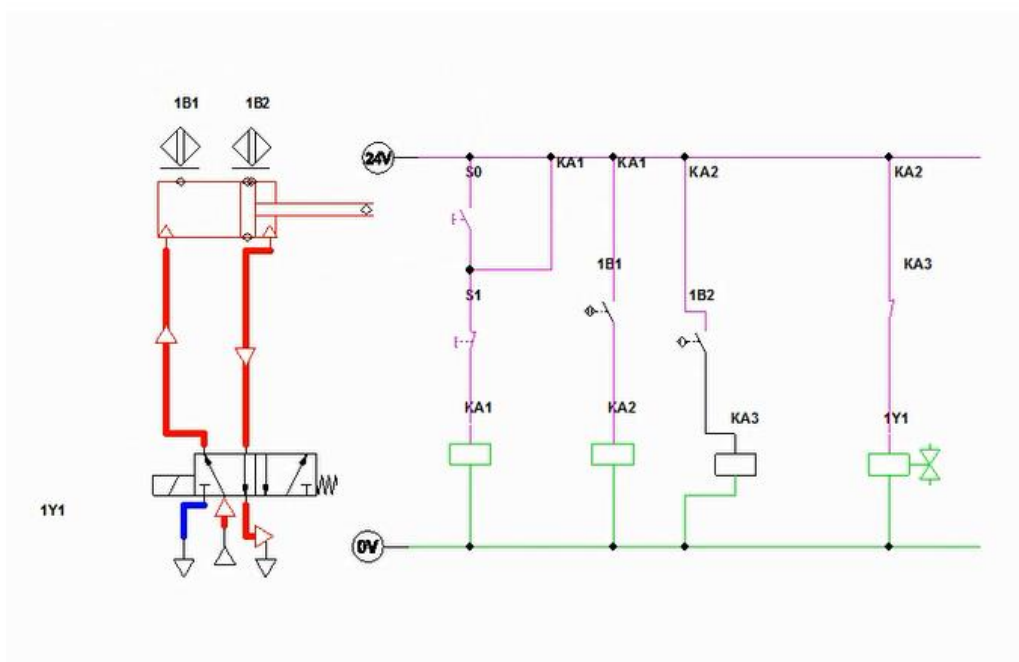 1B1 1B2
24V
S0 KA1 KA1 KA2 KA2
1B1 KA3
S1 1B2
KA1 KA2 KA3 1Y1
1Y1
0V